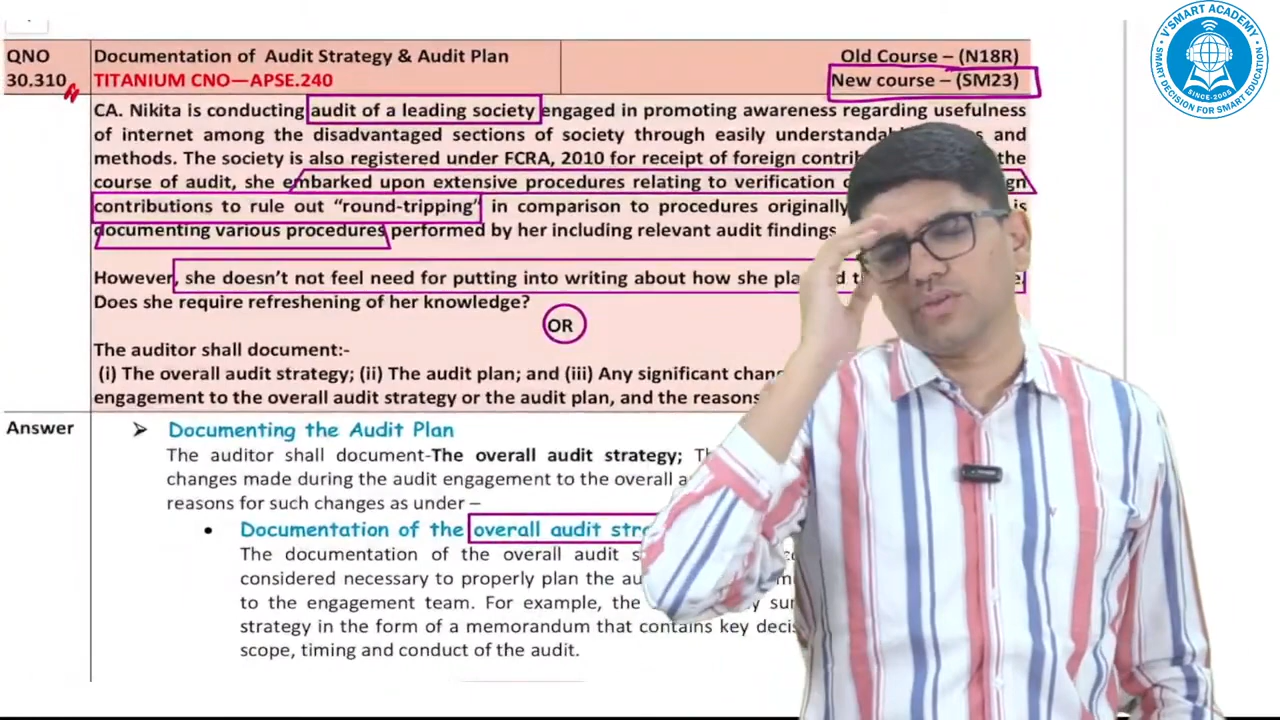 V'SMART ACADEMY
SMART DECISION FOR SMART EDUCATION
SINCE-2005
QNO
30.310
Documentation of Audit Strategy & Audit Plan
TITANIUM CNO—APSE.240
Old Course – (N18R)
New course – (SM23)
CA. Nikita is conducting audit of a leading society engaged in promoting awareness regarding usefulness
of internet among the disadvantaged sections of society through easily and
methods. The society is also registered under FCRA, 2010 for receipt of foreign the
course of audit, she embarked upon extensive procedures relating to verification
contributions to rule out “round-tripping” in comparison to procedures originally is
documenting various procedures performed by her including relevant audit findings
However, she doesn’t not feel need for putting into writing about how she
Does she require refreshening of her knowledge?
OR
The auditor shall document:-
(i) The overall audit strategy; (ii) The audit plan; and (iii) Any significant
engagement to the overall audit strategy or the audit plan, and the reasons
Answer
➤ Documenting the Audit Plan
The auditor shall document-The overall audit strategy;
changes made during the audit engagement to the overall
reasons for such changes as under –
• Documentation of the overall audit
The documentation of the overall audit
considered necessary to properly plan the
to the engagement team. For example, the
strategy in the form of a memorandum that contains key
scope, timing and conduct of the audit.